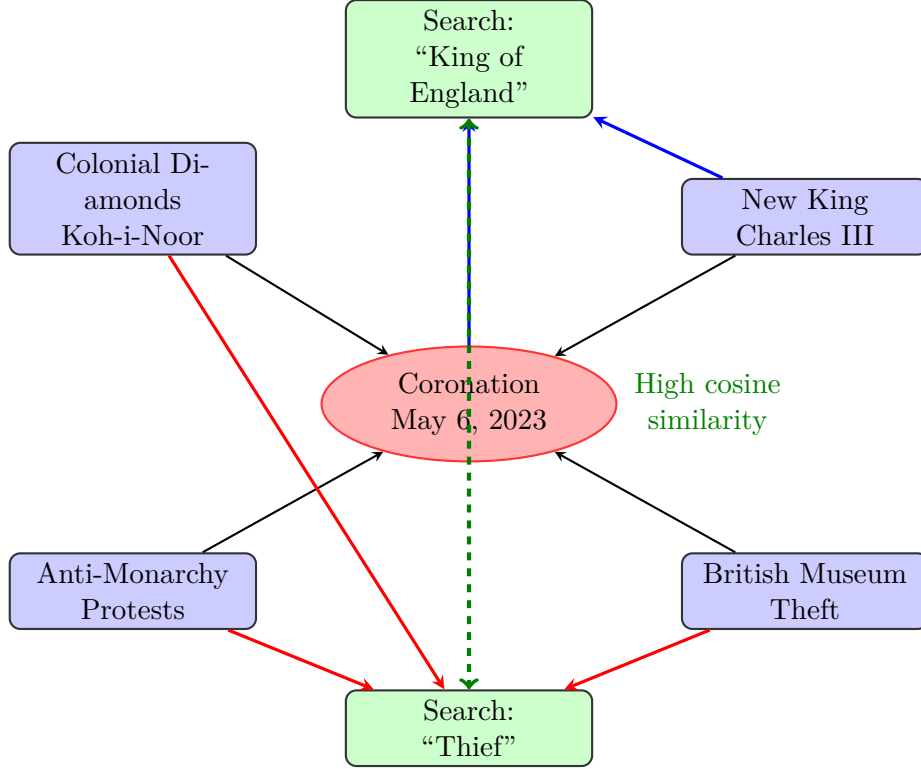 Search:
“King of
England”
Colonial Di-
amonds
Koh-i-Noor
New King
Charles III
Coronation
May 6, 2023
High cosine
similarity
Anti-Monarchy
Protests
British Museum
Theft
Search:
“Thief”